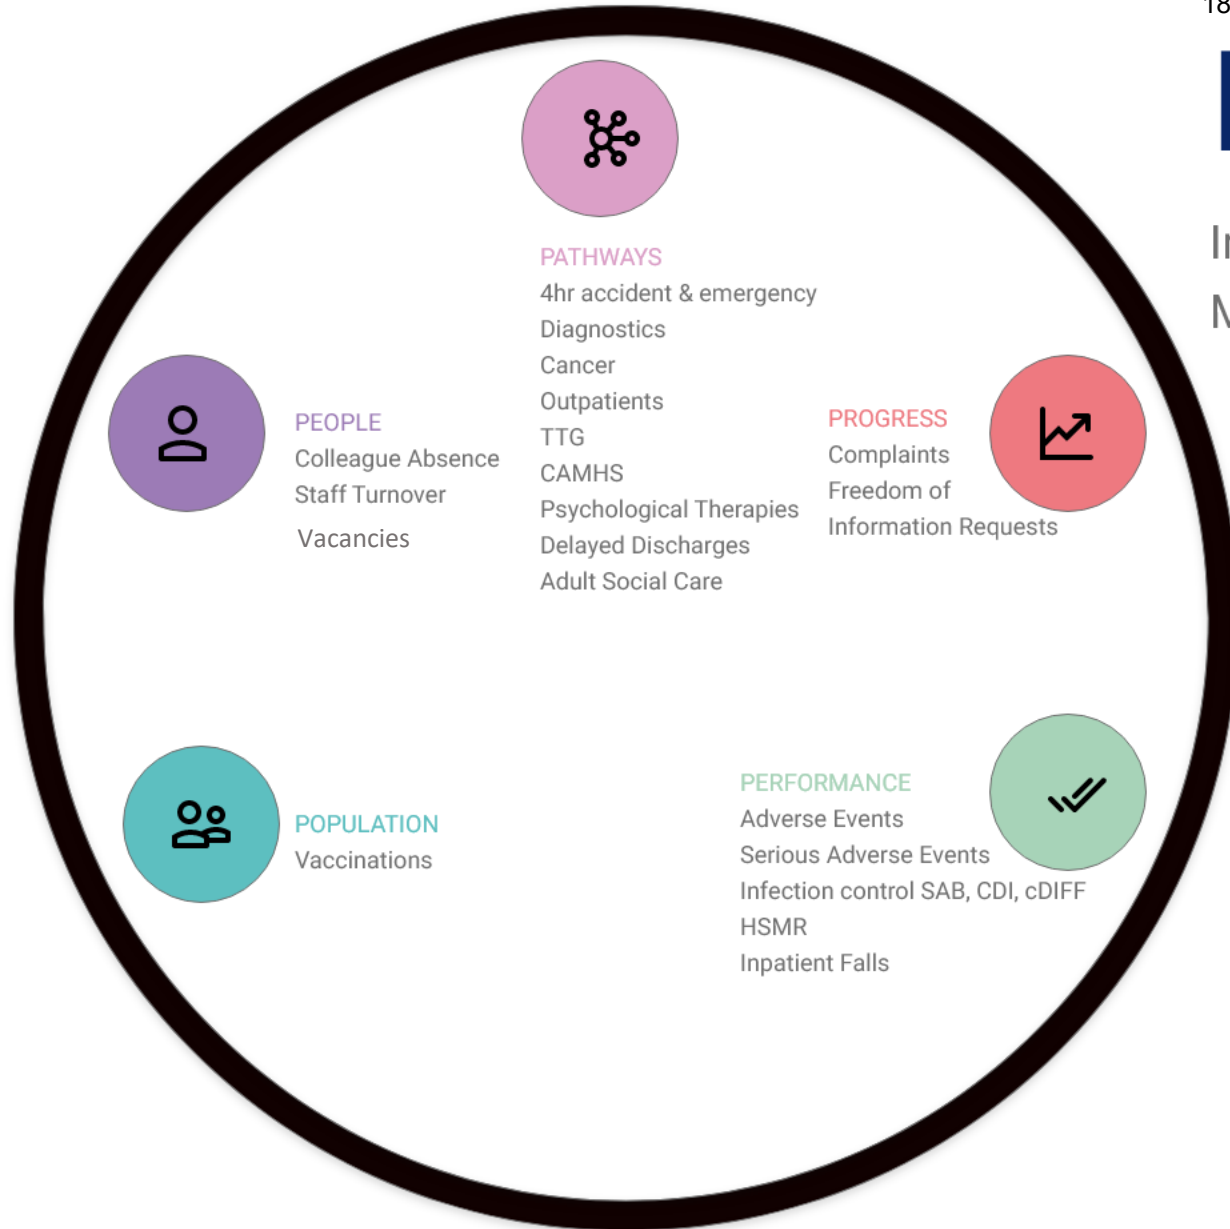 18
PATHWAYS
4hr accident & emergency
Diagnostics
Cancer
Outpatients
TTG
CAMHS
Psychological Therapies
Delayed Discharges
Adult Social Care
PEOPLE
Colleague Absence
Staff Turnover
Vacancies
PROGRESS
Complaints
Freedom of
Information Requests
POPULATION
Vaccinations
PERFORMANCE
Adverse Events
Serious Adverse Events
Infection control SAB, CDI, cDIFF
HSMR
Inpatient Falls